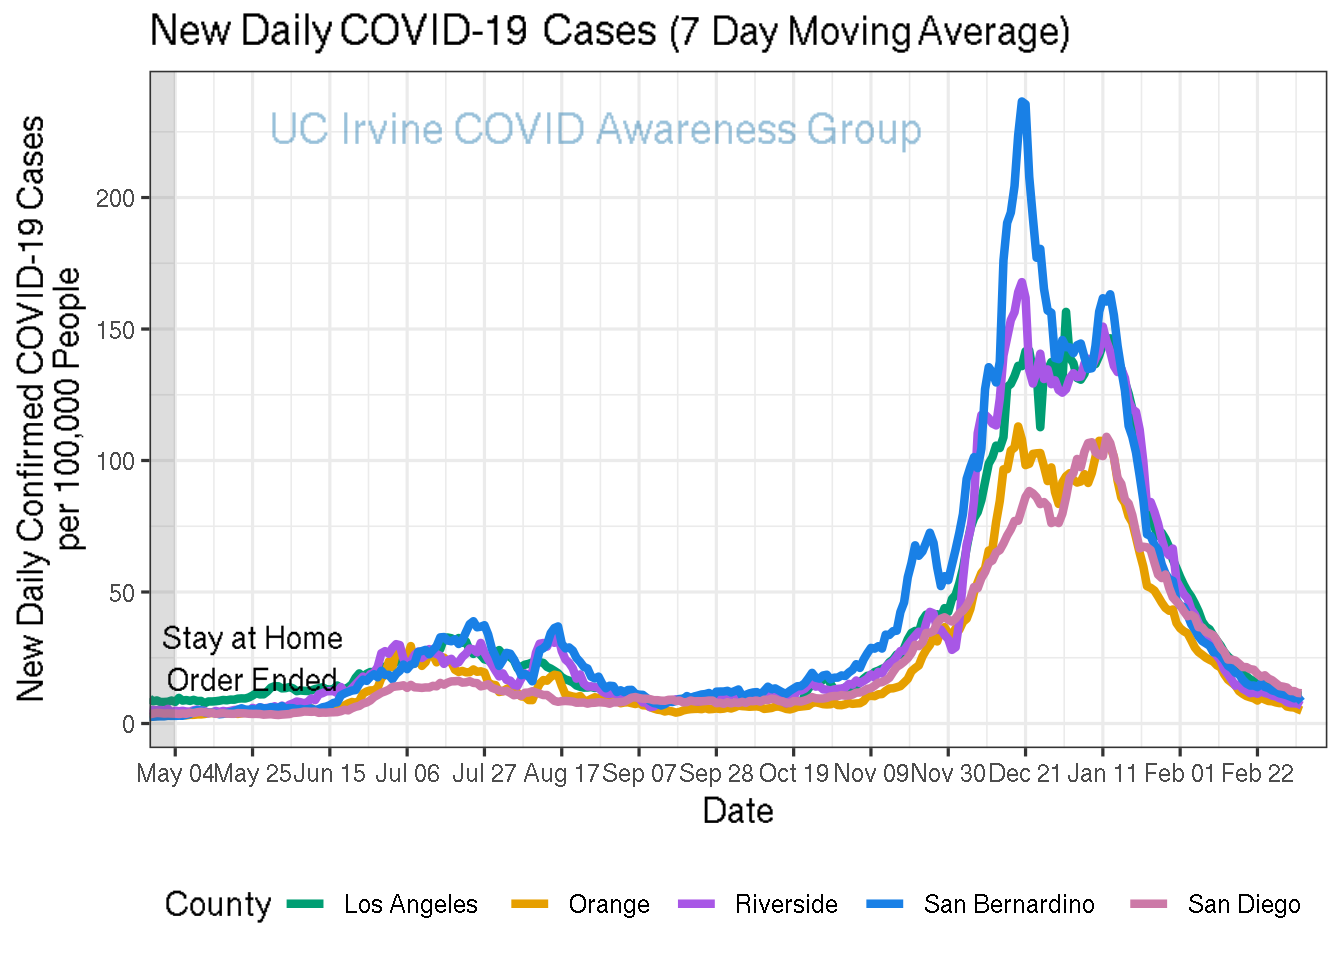 New Daily COVID-19 Cases (7 Day Moving Average)
UC Irvine COVID Awareness Group
New Daily Confirmed COVID-19 Cases
per 100,000 People
200
150
100
50
0
Stay at Home
Order Ended
May 04 May 25 Jun 15 Jul 06 Jul 27 Aug 17 Sep 07 Sep 28 Oct 19 Nov 09 Nov 30 Dec 21 Jan 11 Feb 01 Feb 22
Date
County Los Angeles Orange Riverside San Bernardino San Diego